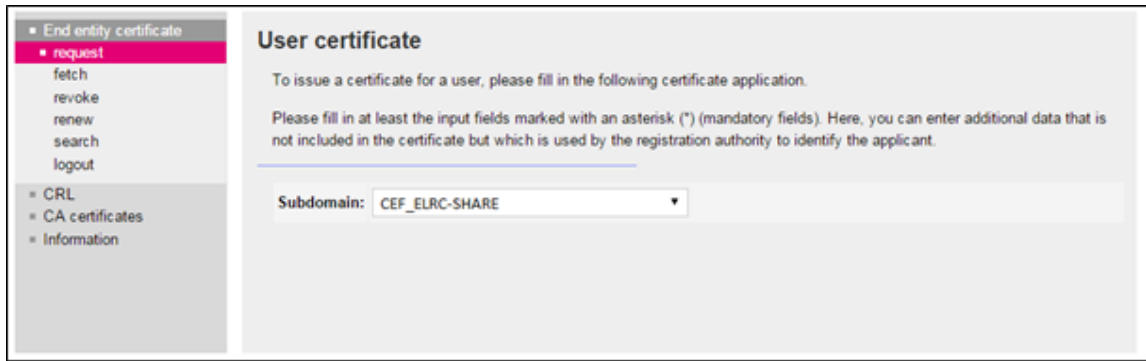 End entity certificate
request
fetch
revoke
renew
search
logout
CRL
CA certificates
Information
User certificate
To issue a certificate for a user, please fill in the following certificate application.
Please fill in at least the input fields marked with an asterisk (*) (mandatory fields). Here, you can enter additional data that is
not included in the certificate but which is used by the registration authority to identify the applicant.
Subdomain: CEF_ELRC-SHARE